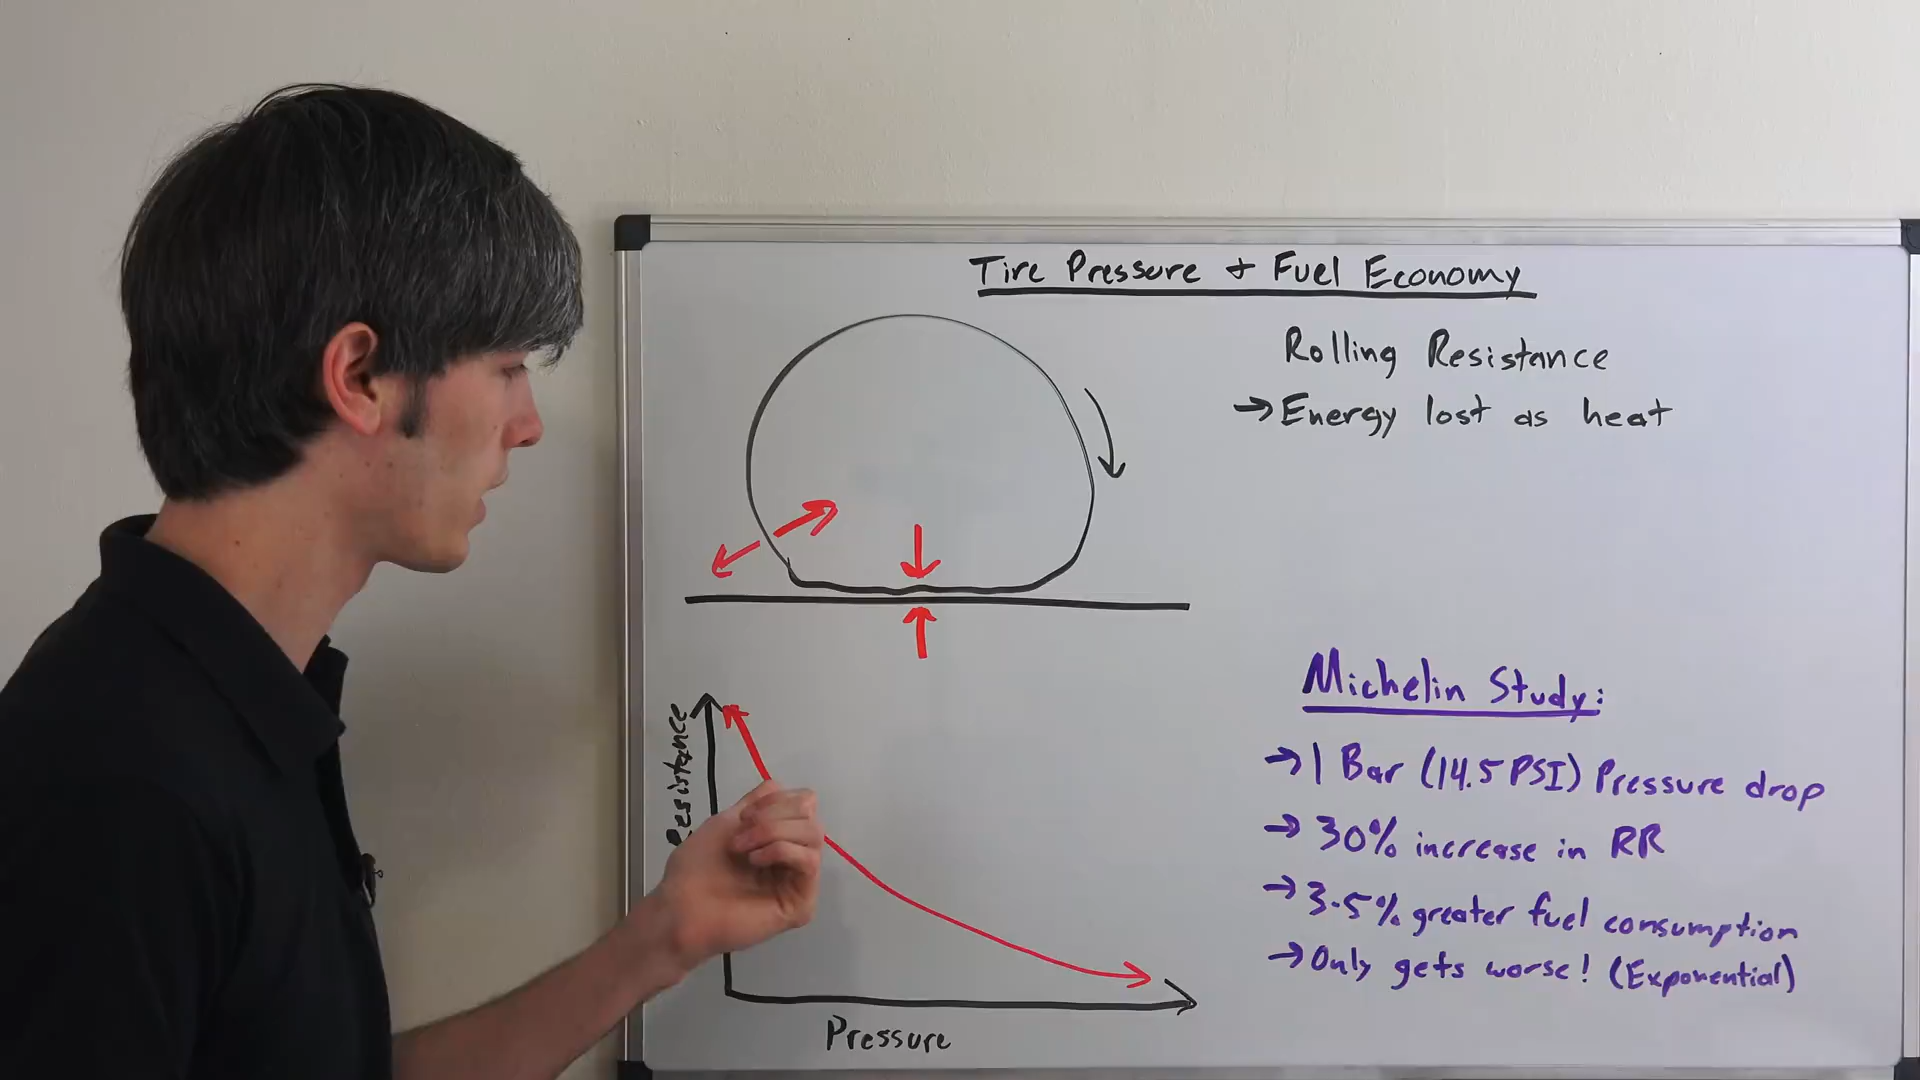 Tire Pressure + Fuel Economy
Rolling Resistance
→Energy lost as heat
Resistance
Pressure
Michelin Study:
→1 Bar (14.5 PSI) Pressure drop
→ 30% increase in RR
→ 3-5% greater fuel consumption
→ Only gets worse! (Exponential)